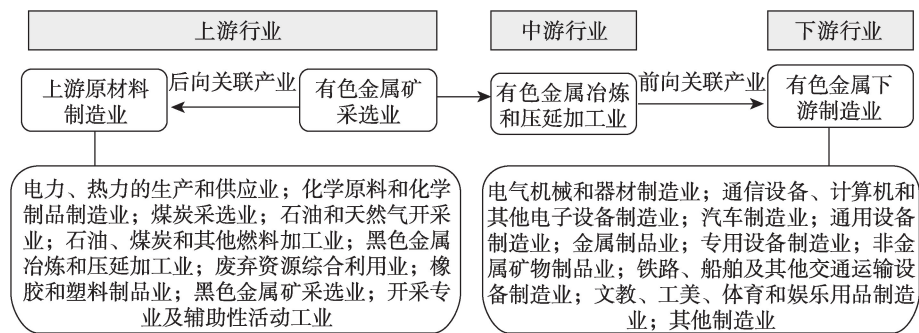 上游行业
中游行业
下游行业
上游原材料
制造业
后向关联产业
有色金属矿
采选业
有色金属冶炼
和压延加工业
前向关联产业
有色金属下
游制造业
电力、热力的生产和供应业；化学原料和化学
制品制造业；煤炭采选业；石油和天然气开采
业；石油、煤炭和其他燃料加工业；黑色金属
冶炼和压延加工业；废弃资源综合利用业；橡
胶和塑料制品业；黑色金属矿采选业；开采专
业及辅助性活动工业
电气机械和器材制造业；通信设备、计算机和
其他电子设备制造业；汽车制造业；通用设备
制造业；金属制品业；专用设备制造业；非金
属矿物制品业；铁路、船舶及其他交通运输设
备制造业；文教、工美、体育和娱乐用品制造
业；其他制造业